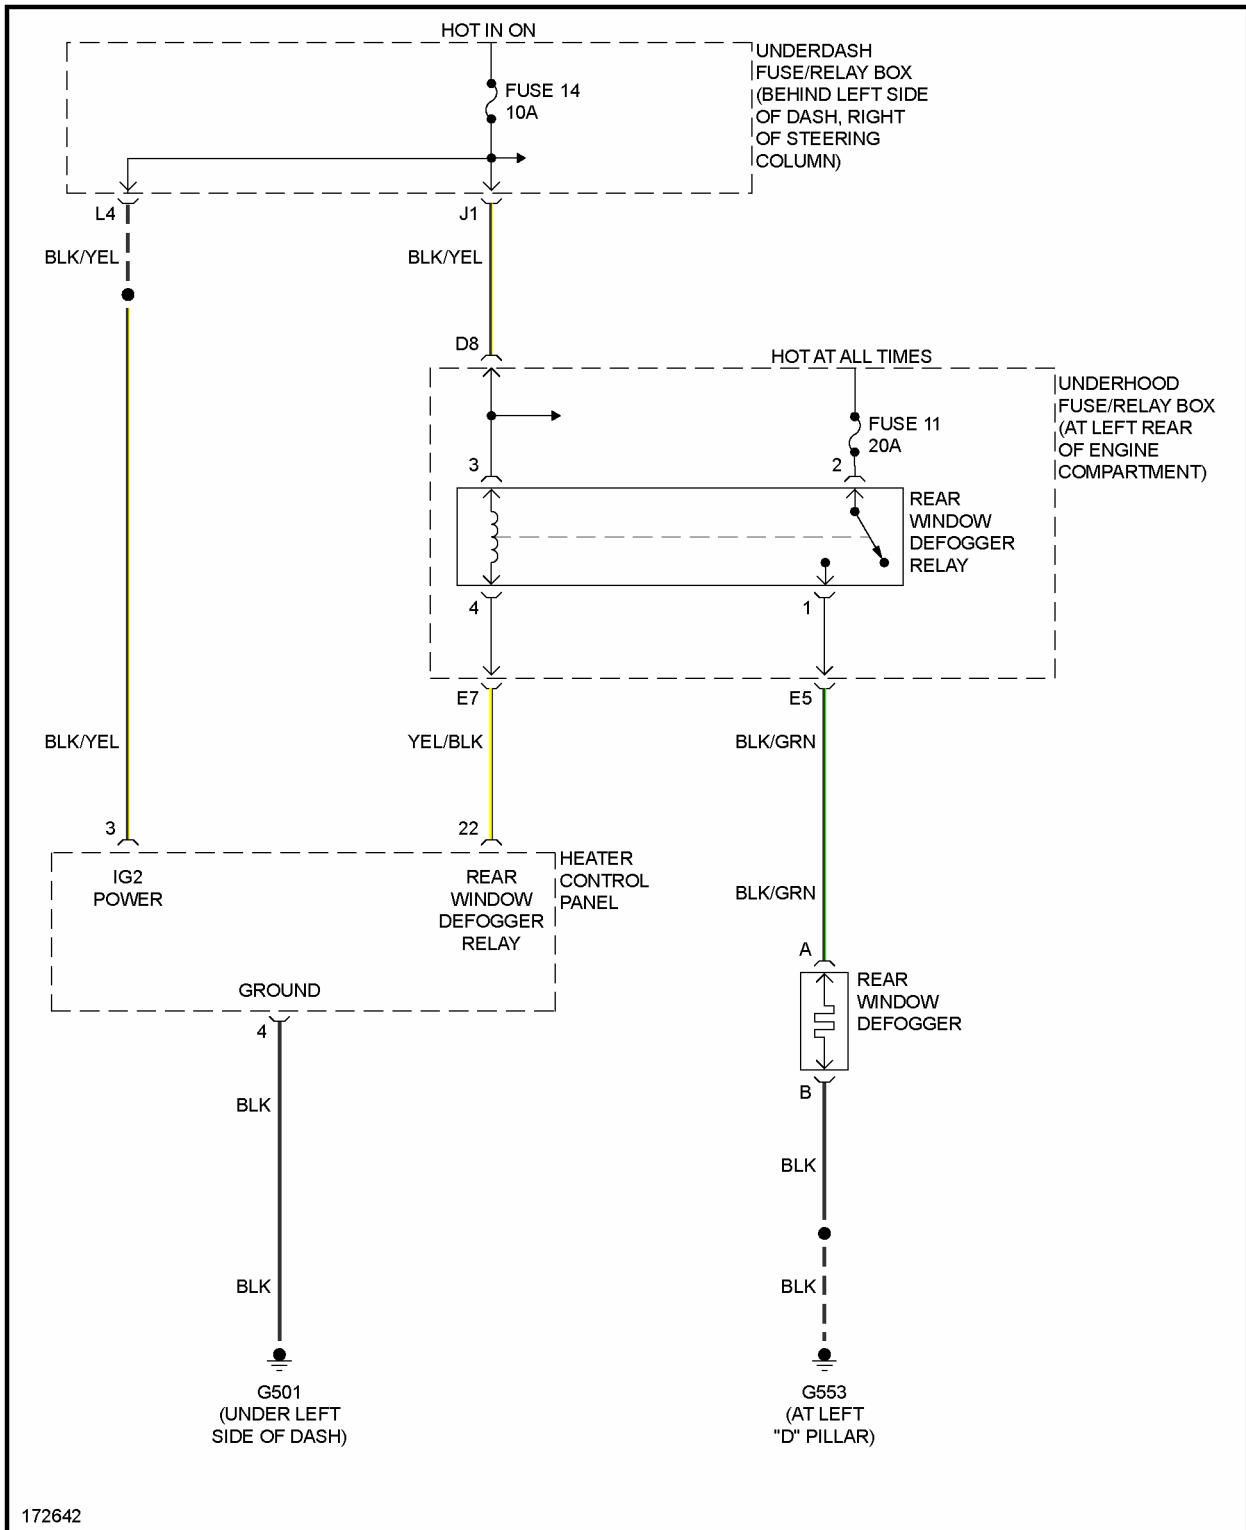 HOT IN ON
UNDERDASH
FUSE/RELAY BOX
(BEHIND LEFT SIDE
OF DASH, RIGHT
OF STEERING
COLUMN)
FUSE 14
10A
L4
J1
BLK/YEL
BLK/YEL
D8
HOT AT ALL TIMES
UNDERHOOD
FUSE/RELAY BOX
(AT LEFT REAR
OF ENGINE
COMPARTMENT)
FUSE 11
20A
3
2
REAR
WINDOW
DEFOGGER
RELAY
4
1
E7
E5
BLK/YEL
YEL/BLK
BLK/GRN
3
22
HEATER
CONTROL
PANEL
IG2
POWER
REAR
WINDOW
DEFOGGER
RELAY
BLK/GRN
A
REAR
WINDOW
DEFOGGER
GROUND
4
B
BLK
BLK
BLK
BLK
G501
(UNDER LEFT
SIDE OF DASH)
G553
(AT LEFT
"D" PILLAR)
172642